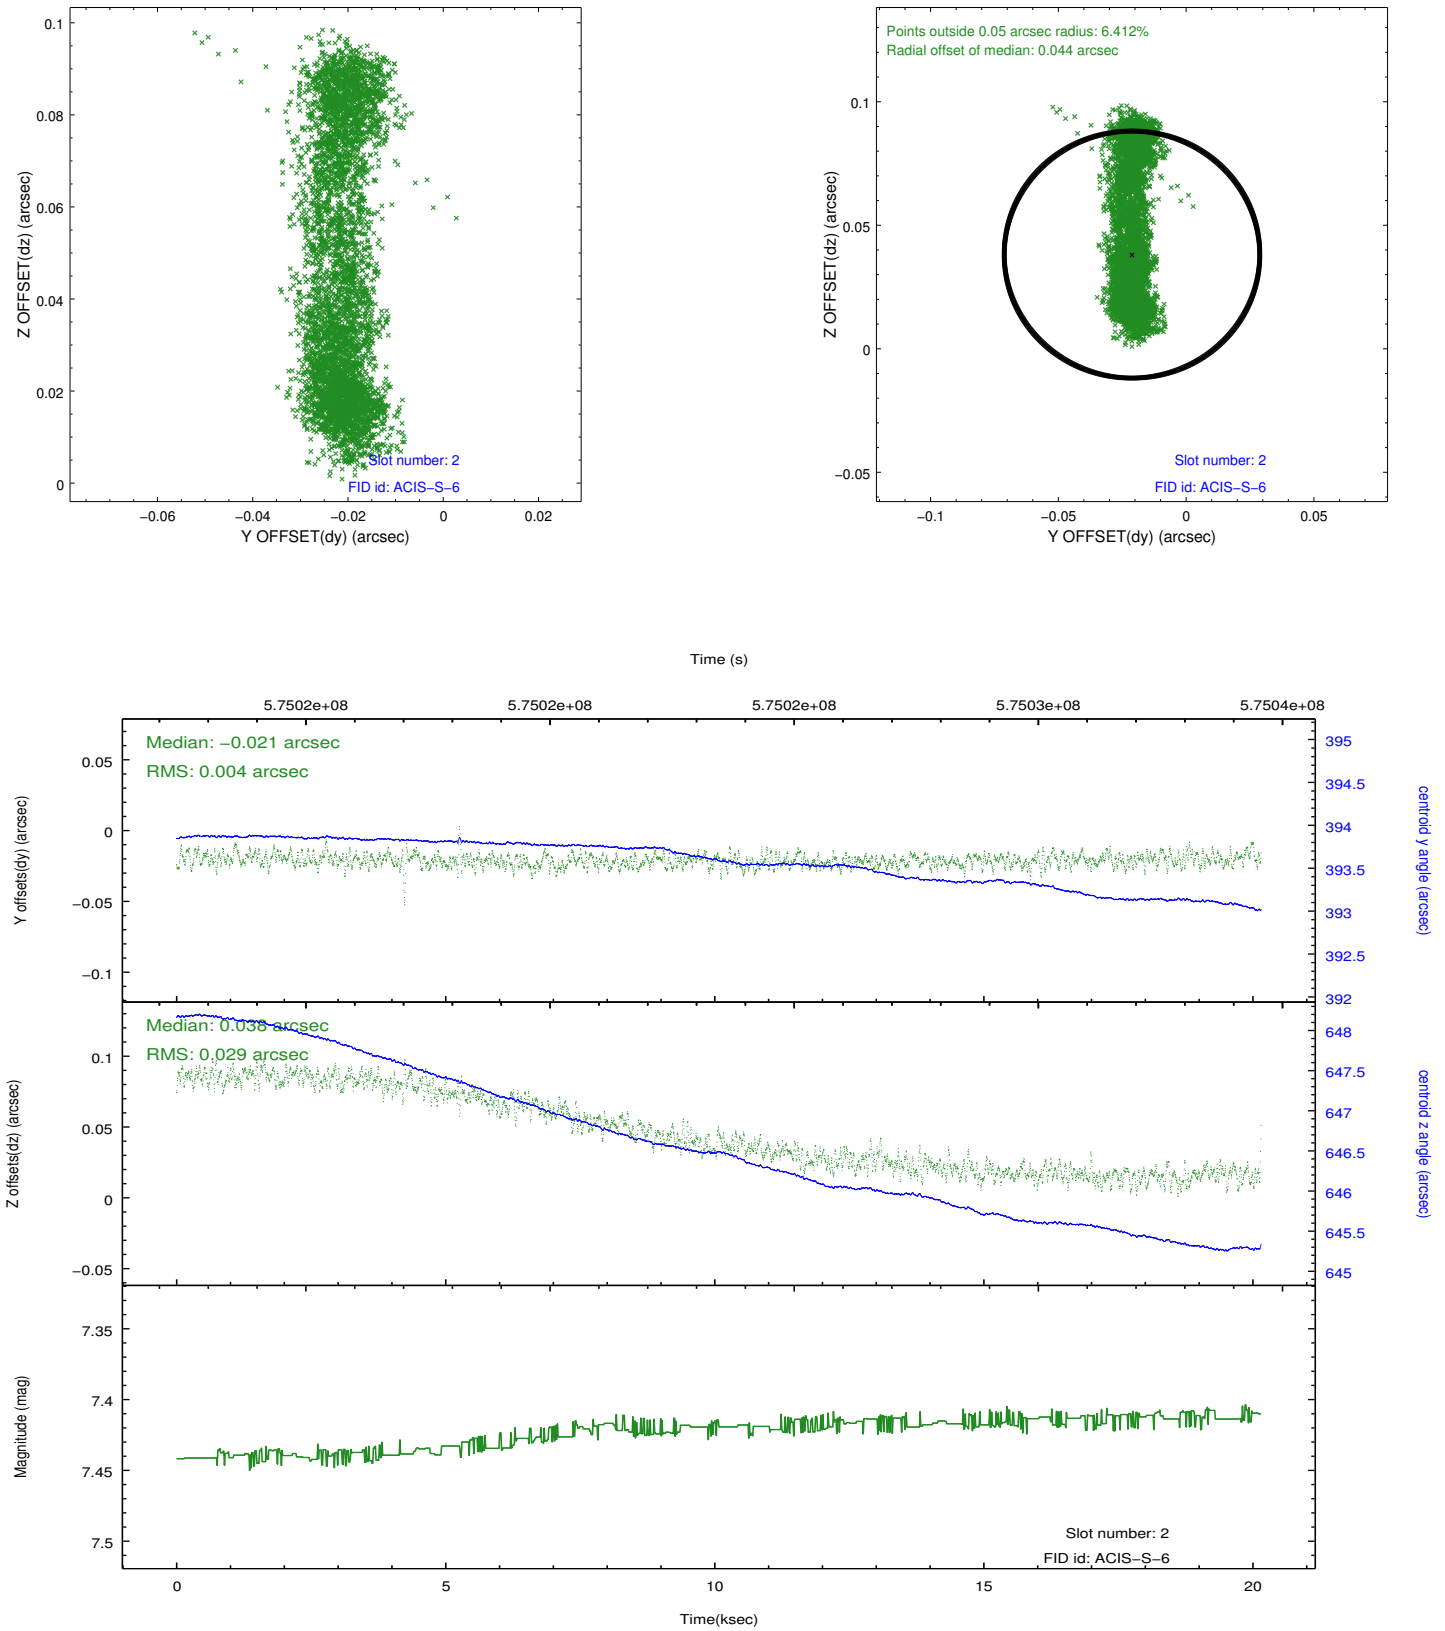 0.1
0.08
0.06
0.04
0.02
0
Z OFFSET(dz) (arcsec)
Slot number: 2
FID id: ACIS−S−6
−0.06
−0.04
−0.02
0
0.02
Y OFFSET(dy) (arcsec)
Points outside 0.05 arcsec radius: 6.412%
Radial offset of median: 0.044 arcsec
0.1
0.05
0
−0.05
Z OFFSET(dz) (arcsec)
Slot number: 2
FID id: ACIS−S−6
−0.1
−0.05
0
0.05
Y OFFSET(dy) (arcsec)
Time (s)
5.7502e+08
5.7502e+08
5.7502e+08
5.7503e+08
5.7504e+08
Median: −0.021 arcsec
RMS: 0.004 arcsec
0.05
0
−0.05
−0.1
Y offsets(dy) (arcsec)
395
394.5
394
393.5
393
392.5
392
centroid y angle (arcsec)
Median: 0.038 arcsec
RMS: 0.029 arcsec
0.1
0.05
0
−0.05
Z offsets(dz) (arcsec)
648
647.5
647
646.5
646
645.5
645
centroid z angle (arcsec)
7.35
7.4
7.45
7.5
Magnitude (mag)
Slot number: 2
FID id: ACIS−S−6
0
5
10
15
20
Time(ksec)